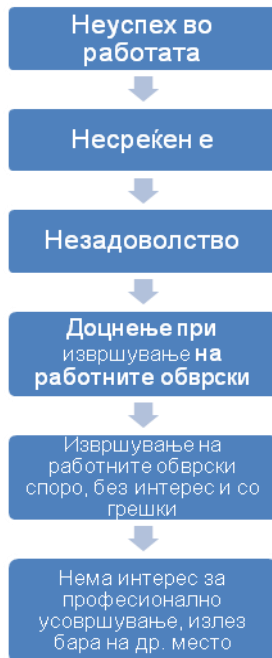 Неуспех во
работата
Несреќен е
Незадоволство
Доцнење при
извршување на
работните обврски
Извршување на
работните обврски
споро, без интерес и со
грешки
Нема интерес за
професионално
усовршување, излез
бара на др. место